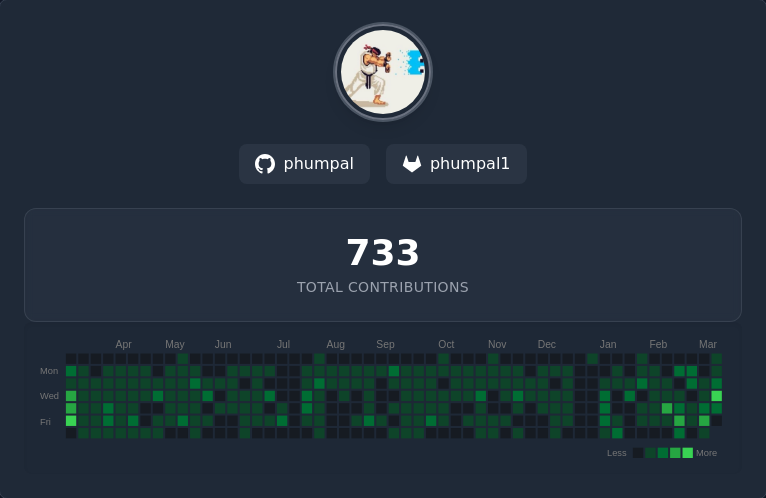 phumpal phumpal1
733
TOTAL CONTRIBUTIONS
Apr May Jun Jul Aug Sep Oct Nov Dec Jan Feb Mar
Mon
Wed
Fri
Less More